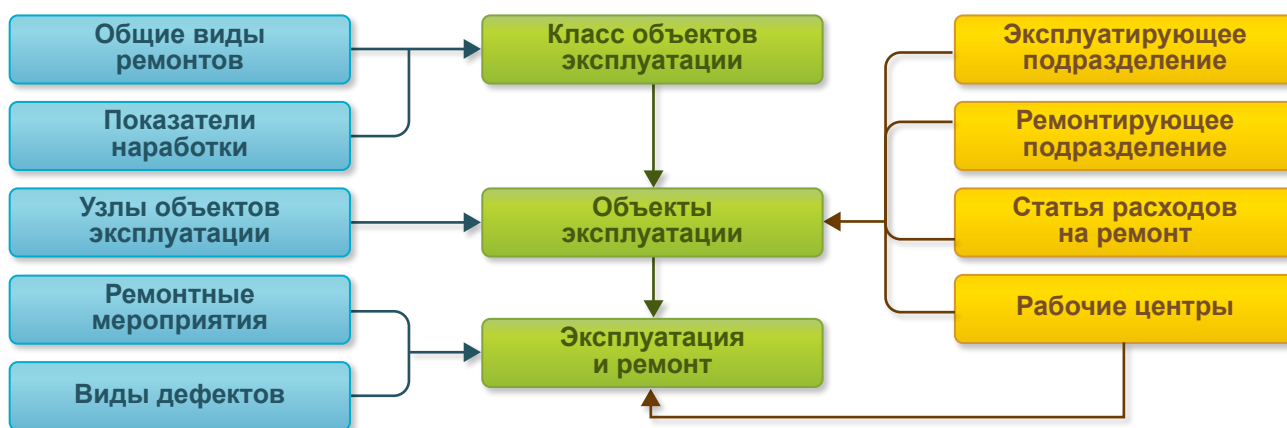 Общие виды
ремонтов
Показатели
наработки
Узлы объектов
эксплуатации
Ремонтные
мероприятия
Виды дефектов
Класс объектов
эксплуатации
Объекты
эксплуатации
Эксплуатация
и ремонт
Эксплуатирующее
подразделение
Ремонтирующее
подразделение
Статья расходов
на ремонт
Рабочие центры